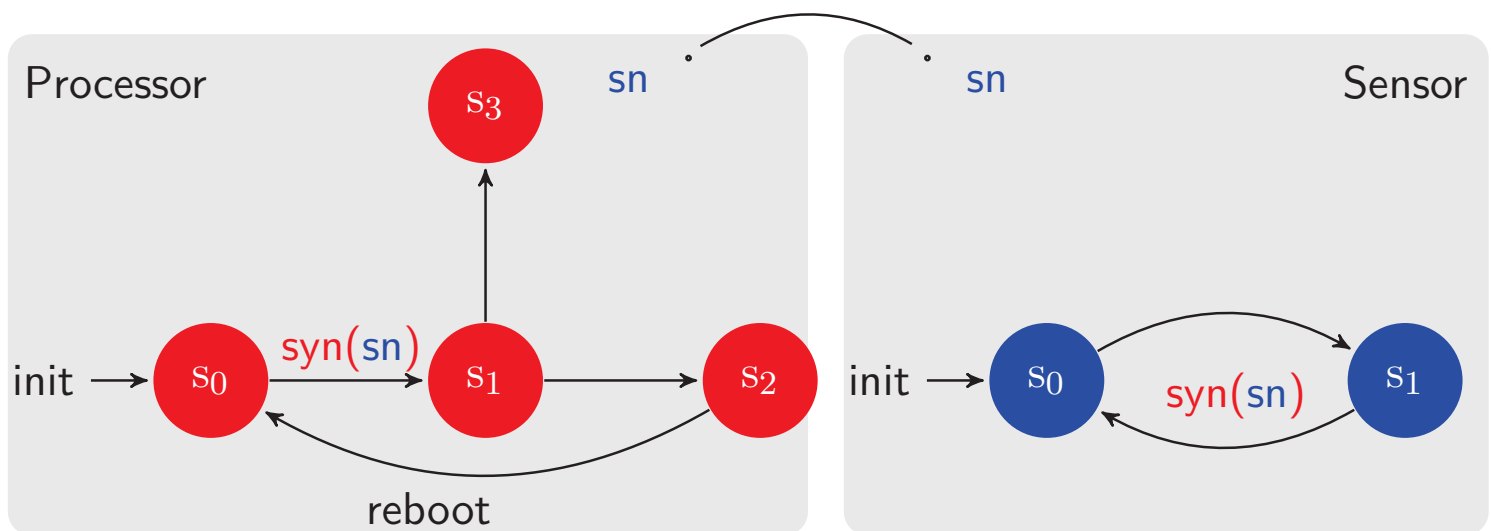 Processor
s3
sn
sn
Sensor
init
s0
syn(sn)
s1
s2
reboot
init
s0
syn(sn)
s1